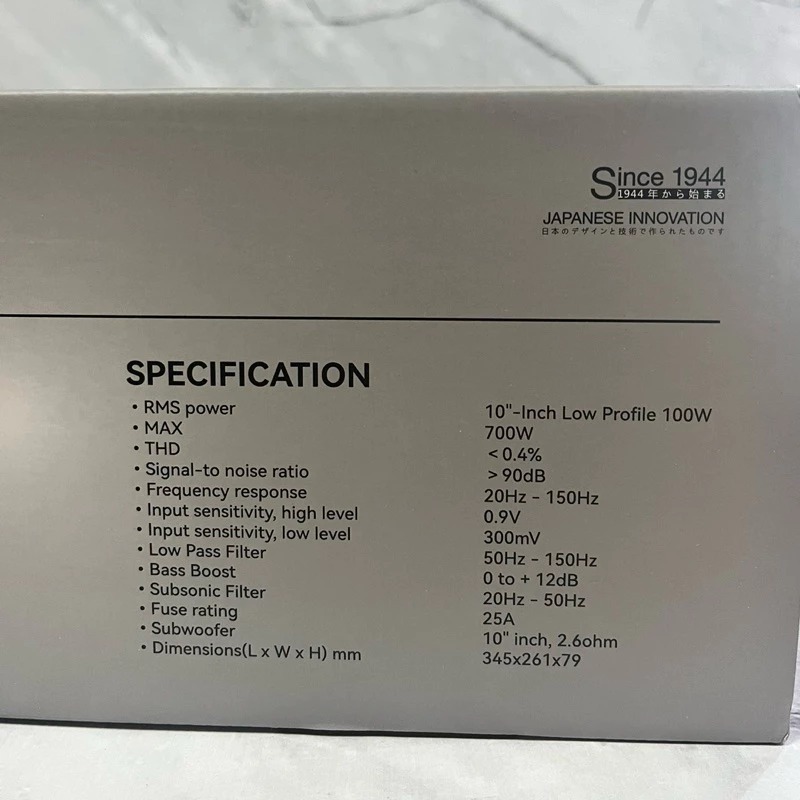 Since 1944
1944年から始まる
JAPANESE INNOVATION
日本のデザインと技術で作られたものです
SPECIFICATION
• RMS power 10"-Inch Low Profile 100W
• MAX 700W
• THD <0.4%
• Signal-to noise ratio >90dB
• Frequency response 20Hz - 150Hz
• Input sensitivity, high level 0.9V
• Input sensitivity, low level 300mV
• Low Pass Filter 50Hz - 150Hz
• Bass Boost 0 to + 12dB
• Subsonic Filter 20Hz - 50Hz
• Fuse rating 25A
• Subwoofer 10" inch, 2.6ohm
• Dimensions(L x W x H) mm 345x261x79